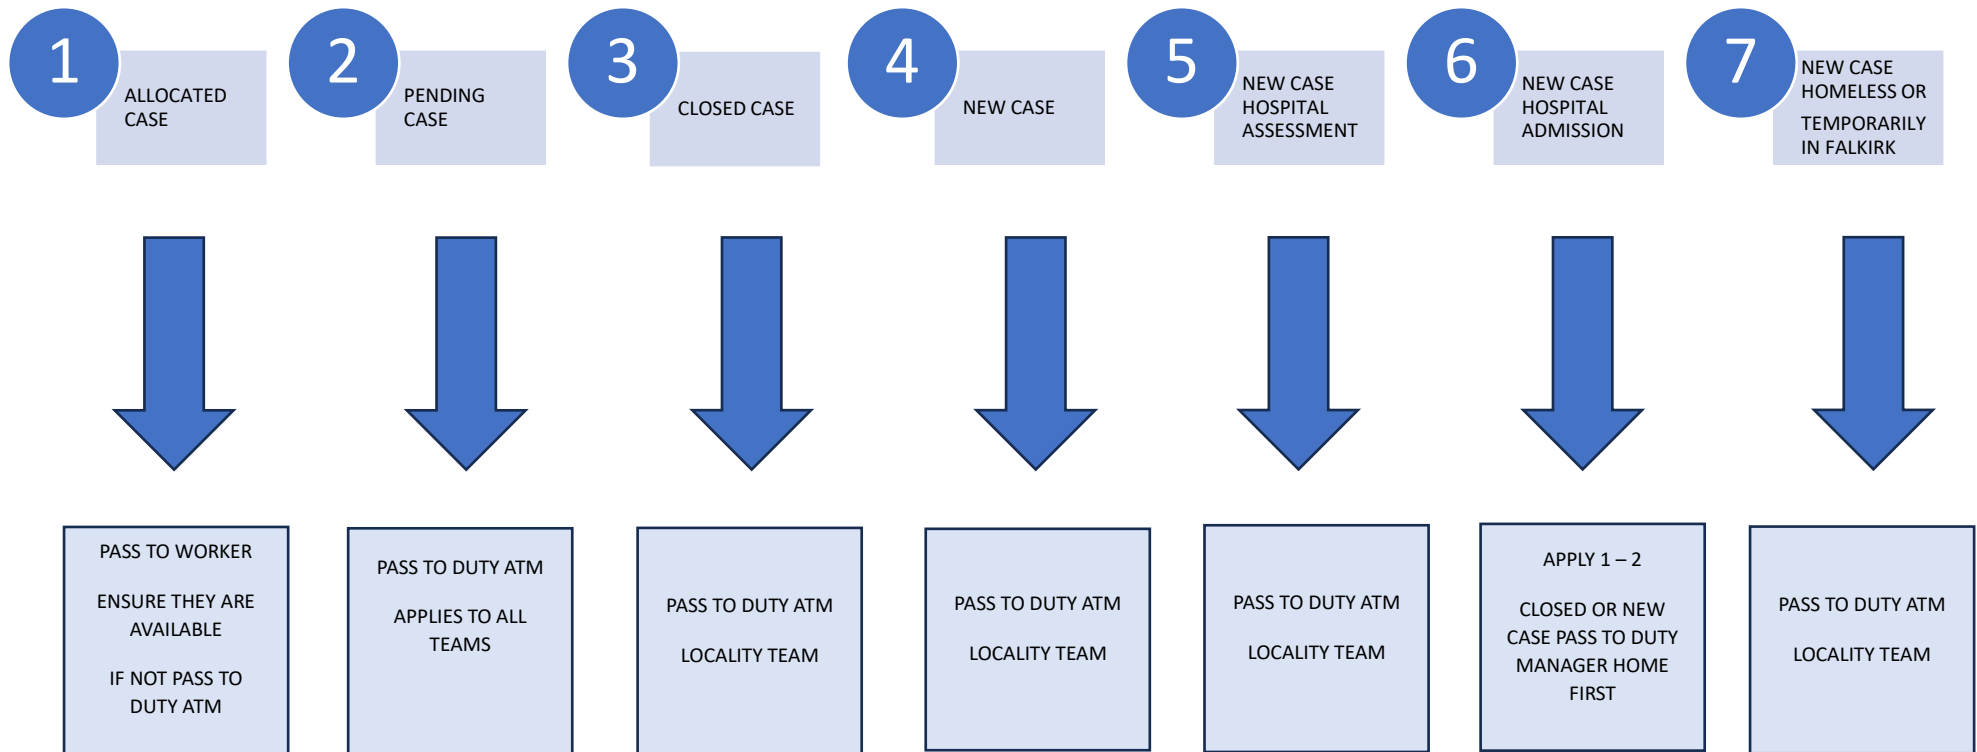 1
ALLOCATED
CASE
2
PENDING
CASE
3
CLOSED CASE
4
NEW CASE
5
NEW CASE
HOSPITAL
ASSESSMENT
6
NEW CASE
HOSPITAL
ADMISSION
7
NEW CASE
HOMELESS OR
TEMPORARILY
IN FALKIRK
PASS TO WORKER
ENSURE THEY ARE
AVAILABLE
IF NOT PASS TO
DUTY ATM
PASS TO DUTY ATM
APPLIES TO ALL
TEAMS
PASS TO DUTY ATM
LOCALITY TEAM
PASS TO DUTY ATM
LOCALITY TEAM
PASS TO DUTY ATM
LOCALITY TEAM
APPLY 1 – 2
CLOSED OR NEW
CASE PASS TO DUTY
MANAGER HOME
FIRST
PASS TO DUTY ATM
LOCALITY TEAM